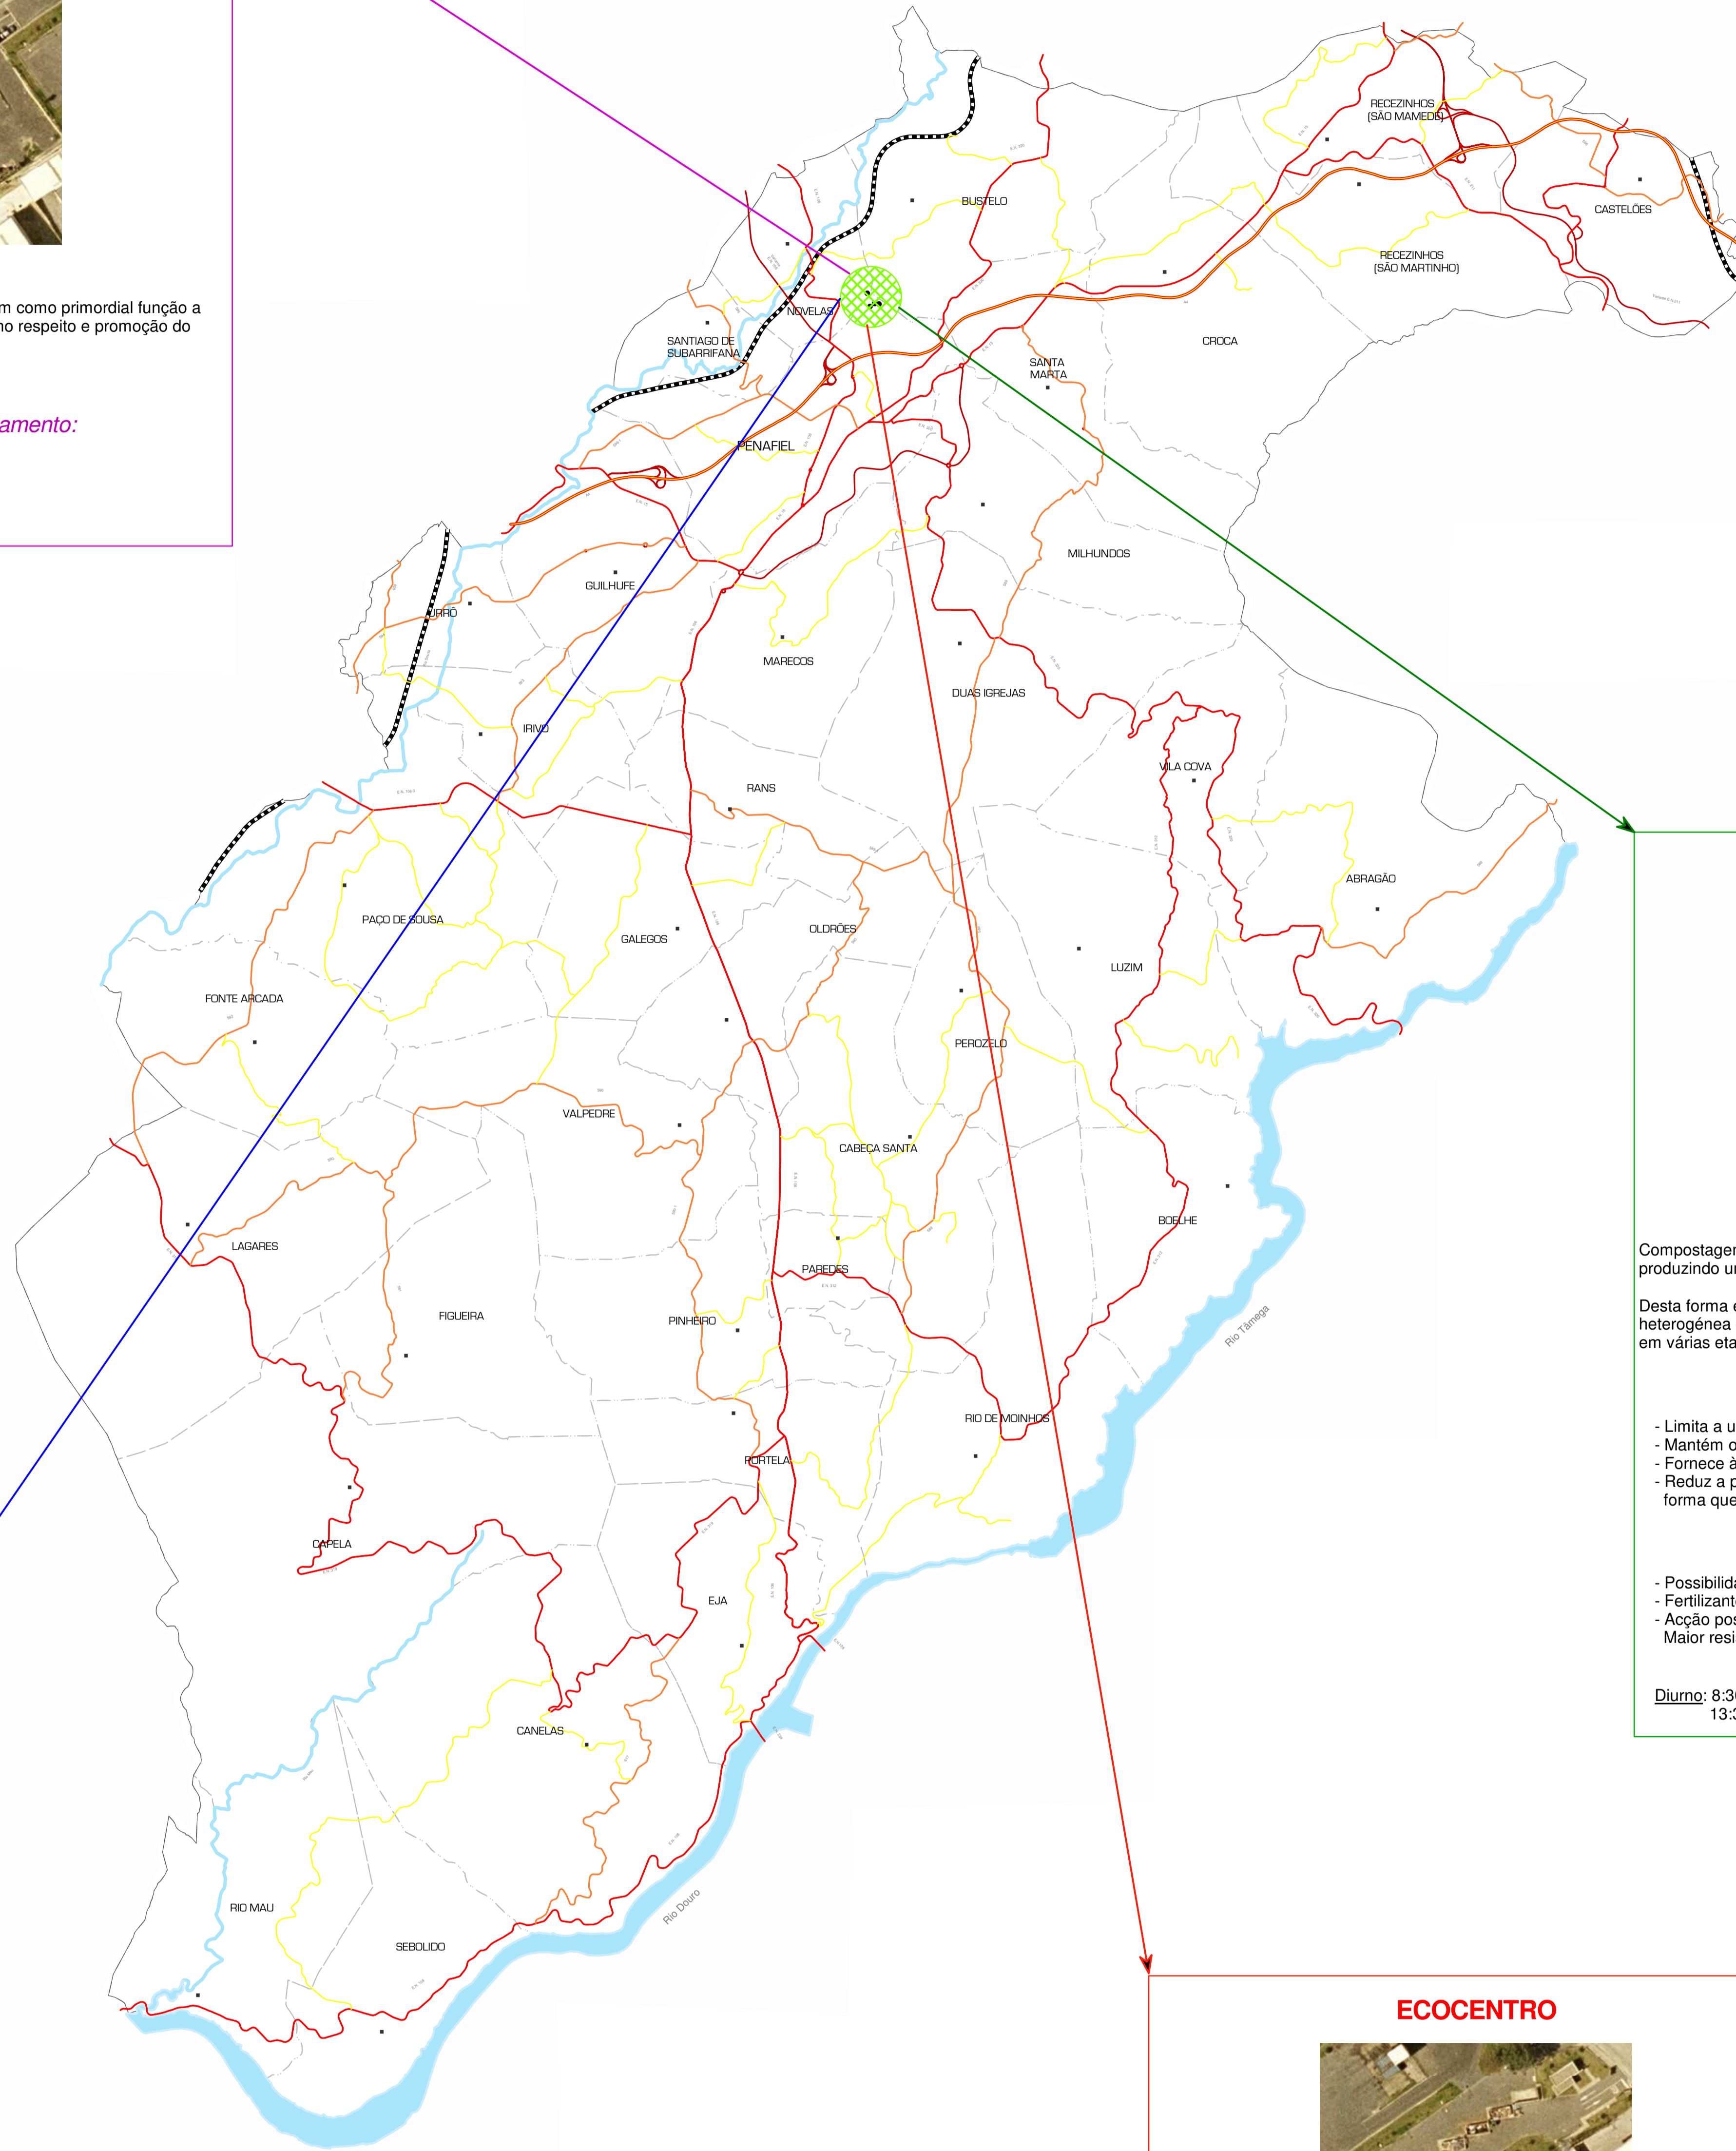 m como primordial função a
no respeito e promoção do
amento:
RECEZINHOS
(SÃO MAMEDE)
BUSTELO
CASTELÕES
RECEZINHOS
(SÃO MARTINHO)
NOVELAS
SANTIAGO DE
SUBARRIFANA
CROCA
SANTA
MARTA
PENAFIEL
MILHUNDOS
GUILHUFE
URRÔ
MARECOS
DUAS IGREJAS
IRIVO
VILA COVA
RANS
ABRAGÃO
PAÇO DE SOUSA
OLDRÕES
GALEGOS
LUZIM
FONTE ARCADA
PEROZELO
VALPEDRE
CABEÇA SANTA
BOELHE
LAGARES
PAREDES
FIGUEIRA
PINHEIRO
Rio Tâmega
RIO DE MOINHOS
PORTELA
CAPELA
EJA
CANELAS
RIO MAU
Rio Douro
SEBOLIDO
Compostagem
produzindo u
Desta forma e
heterogénea
em várias eta
- Limita a u
- Mantém o
- Fornece à
- Reduz a p
forma que
- Possibilida
- Fertilizante
- Acção pos
Maior resi
Diurno: 8:30
13:3
ECOCENTRO